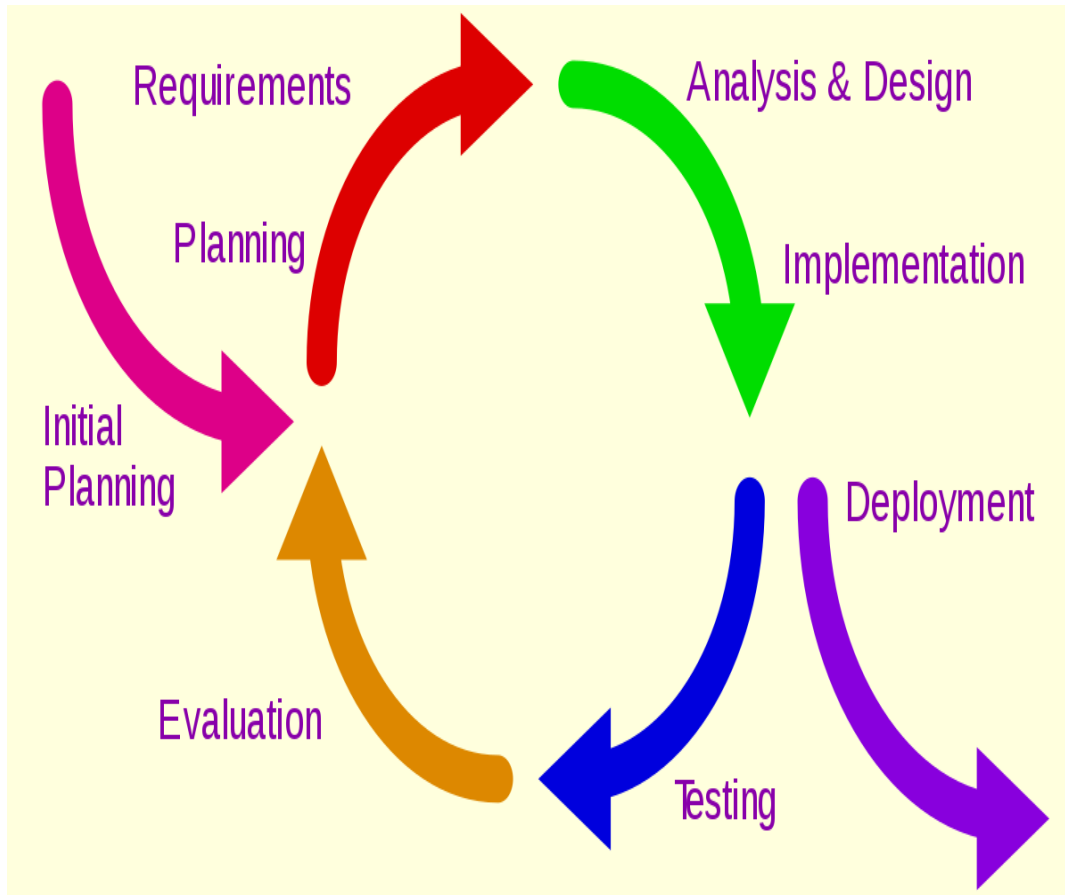 Requirements
Analysis & Design
Planning
Implementation
Initial
Planning
Deployment
Evaluation
Testing